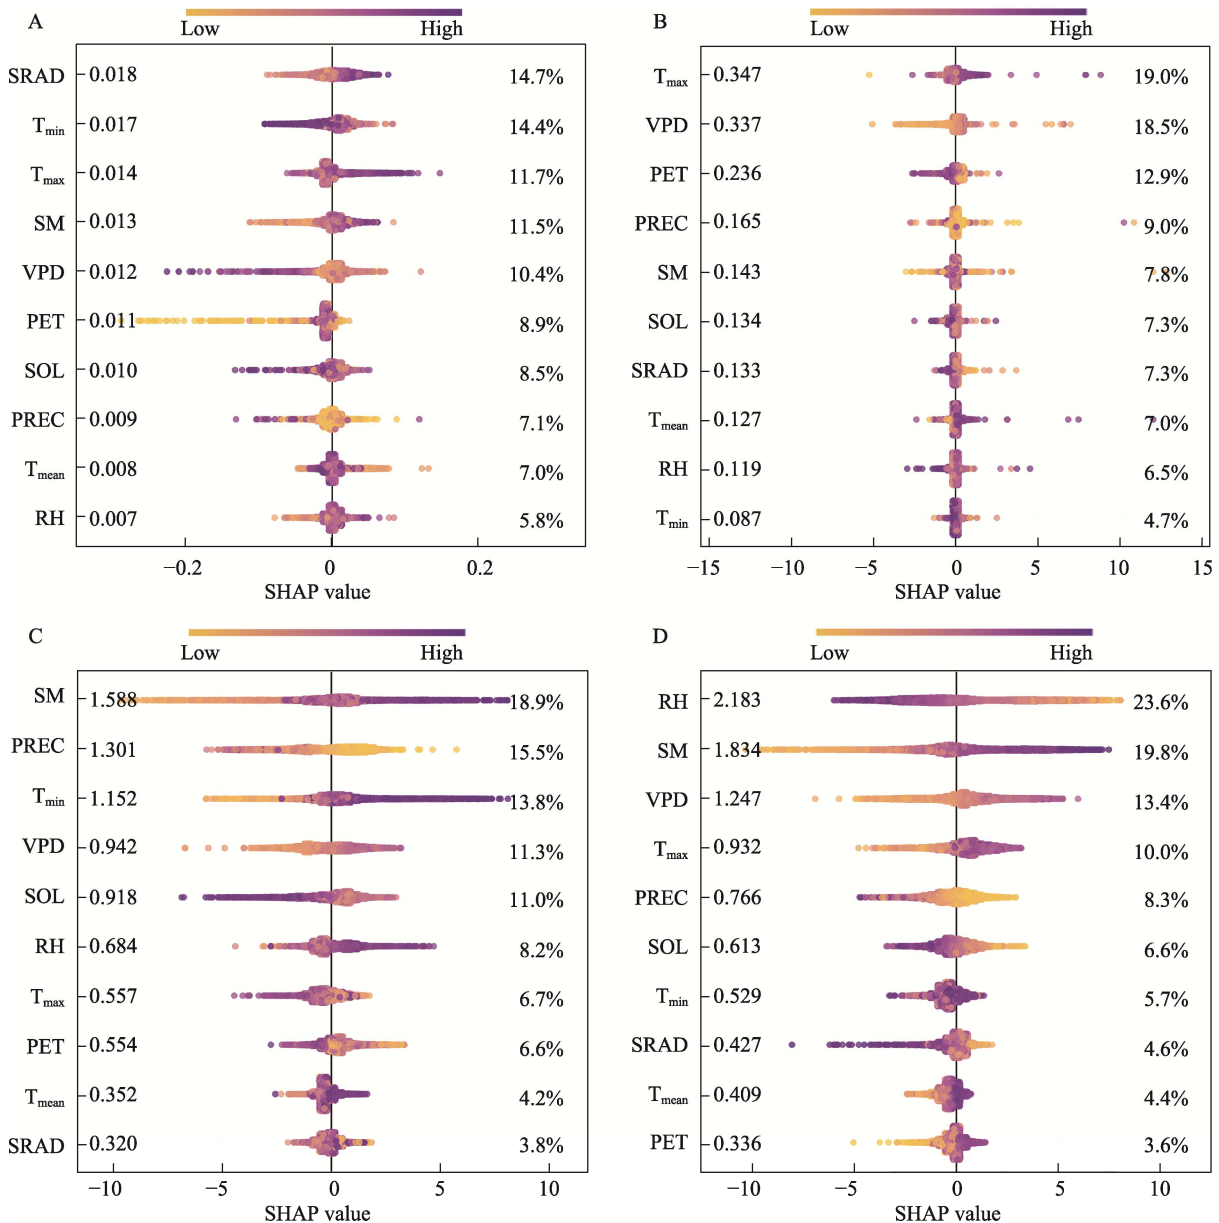 A
Low High
SRAD 0.018 14.7%
Tmin 0.017 14.4%
Tmax 0.014 11.7%
SM 0.013 11.5%
VPD 0.012 10.4%
PET 0.011 8.9%
SOL 0.010 8.5%
PREC 0.009 7.1%
Tmean 0.008 7.0%
RH 0.007 5.8%
−0.2 0 0.2
SHAP value
B
Low High
Tmax 0.347 19.0%
VPD 0.337 18.5%
PET 0.236 12.9%
PREC 0.165 9.0%
SM 0.143 7.8%
SOL 0.134 7.3%
SRAD 0.133 7.3%
Tmean 0.127 7.0%
RH 0.119 6.5%
Tmin 0.087 4.7%
−15 −10 −5 0 5 10 15
SHAP value
C
Low High
SM 1.588 18.9%
PREC 1.301 15.5%
Tmin 1.152 13.8%
VPD 0.942 11.3%
SOL 0.918 11.0%
RH 0.684 8.2%
Tmax 0.557 6.7%
PET 0.554 6.6%
Tmean 0.352 4.2%
SRAD 0.320 3.8%
−10 −5 0 5 10
SHAP value
D
Low High
RH 2.183 23.6%
SM 1.834 19.8%
VPD 1.247 13.4%
Tmax 0.932 10.0%
PREC 0.766 8.3%
SOL 0.613 6.6%
Tmin 0.529 5.7%
SRAD 0.427 4.6%
Tmean 0.409 4.4%
PET 0.336 3.6%
−10 −5 0 5 10
SHAP value